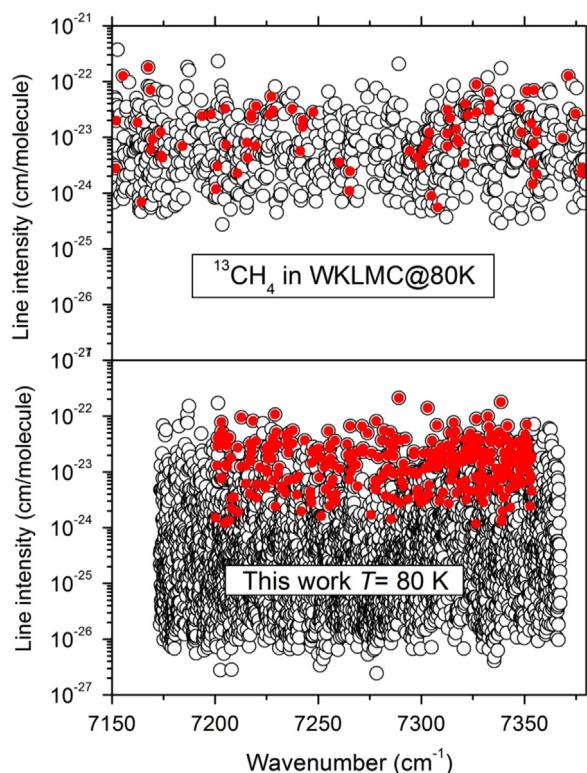 10⁻²¹
10⁻²²
10⁻²³
10⁻²⁴
10⁻²⁵
10⁻²⁶
10⁻²⁷
Line intensity (cm/molecule)
¹³CH₄ in WKLMC@80K
10⁻²²
10⁻²³
10⁻²⁴
10⁻²⁵
10⁻²⁶
10⁻²⁷
Line intensity (cm/molecule)
This work T= 80 K
7150 7200 7250 7300 7350
Wavenumber (cm⁻¹)